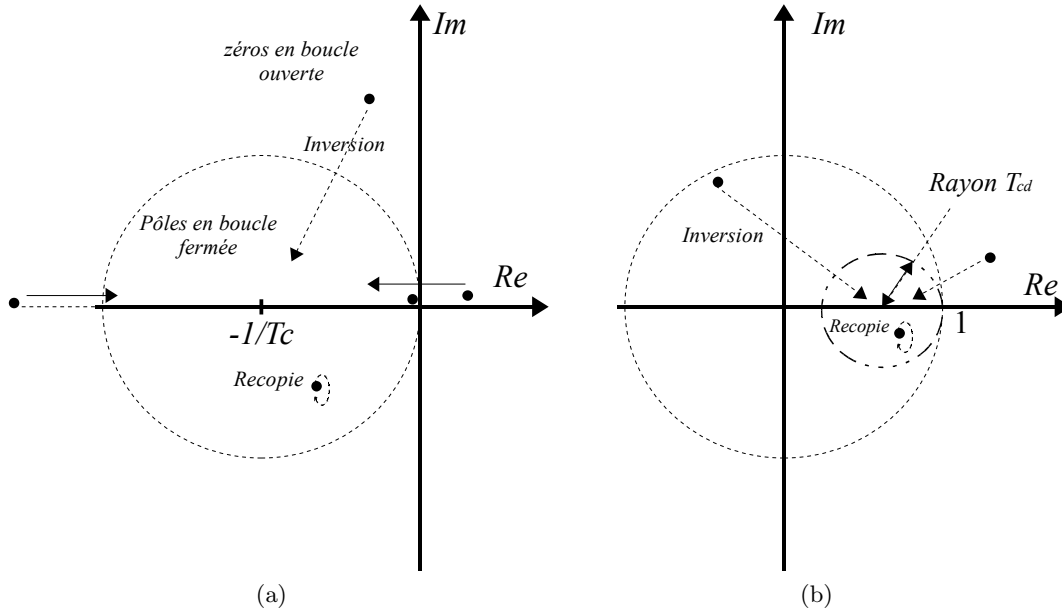 Im
zéros en boucle
ouverte
Inversion
Pôles en boucle
fermée
Re
-1/Tc
Recopie
(a)
Im
Rayon Tcd
Inversion
Re
Recopie
1
(b)